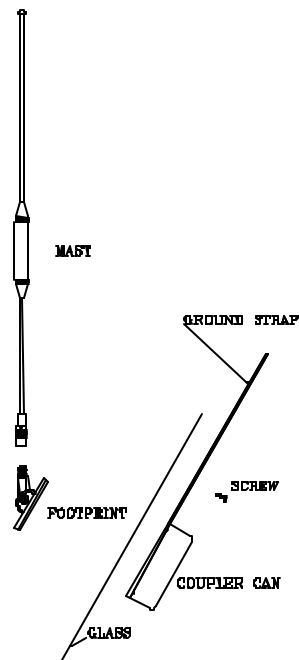 MAST
GROUND STRAP
SCREW
FOOTPRINT
COUPLER CAN
GLASS